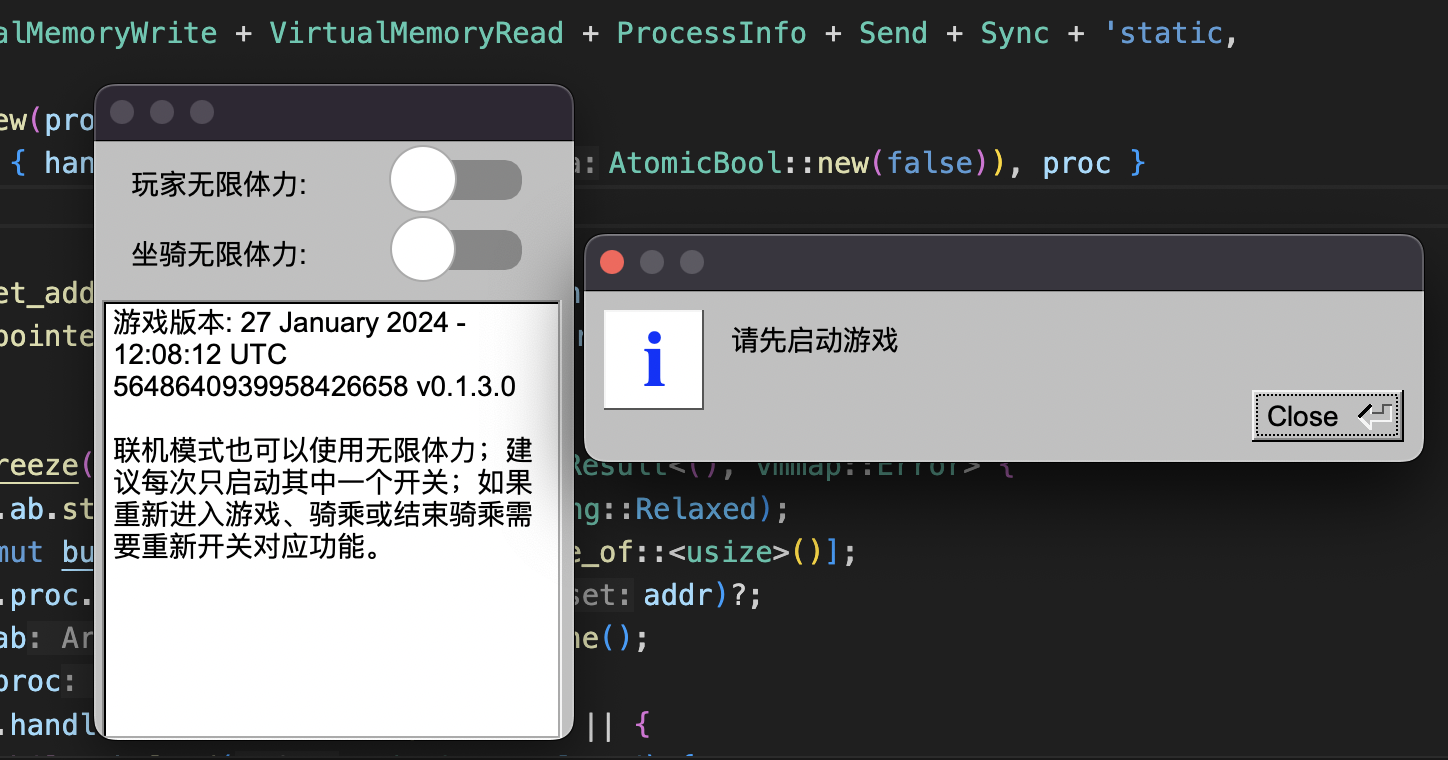 alMemoryWrite + VirtualMemoryRead + ProcessInfo + Send + Sync + 'static,
ew(pro
{ han a: AtomicBool::new(false)), proc }
玩家无限体力:
坐骑无限体力:
游戏版本: 27 January 2024 -
12:08:12 UTC
5648640939958426658 v0.1.3.0
联机模式也可以使用无限体力；建
议每次只启动其中一个开关；如果
重新进入游戏、骑乘或结束骑乘需
要重新开关对应功能。
请先启动游戏
Close
et_add
pointe
reeze( Result<(), vmmap::Error> {
.ab.st ng::Relaxed);
mut bu e_of::<usize>()];
.proc. set: addr)?;
ab: Ar ne();
proc:
.handl || {